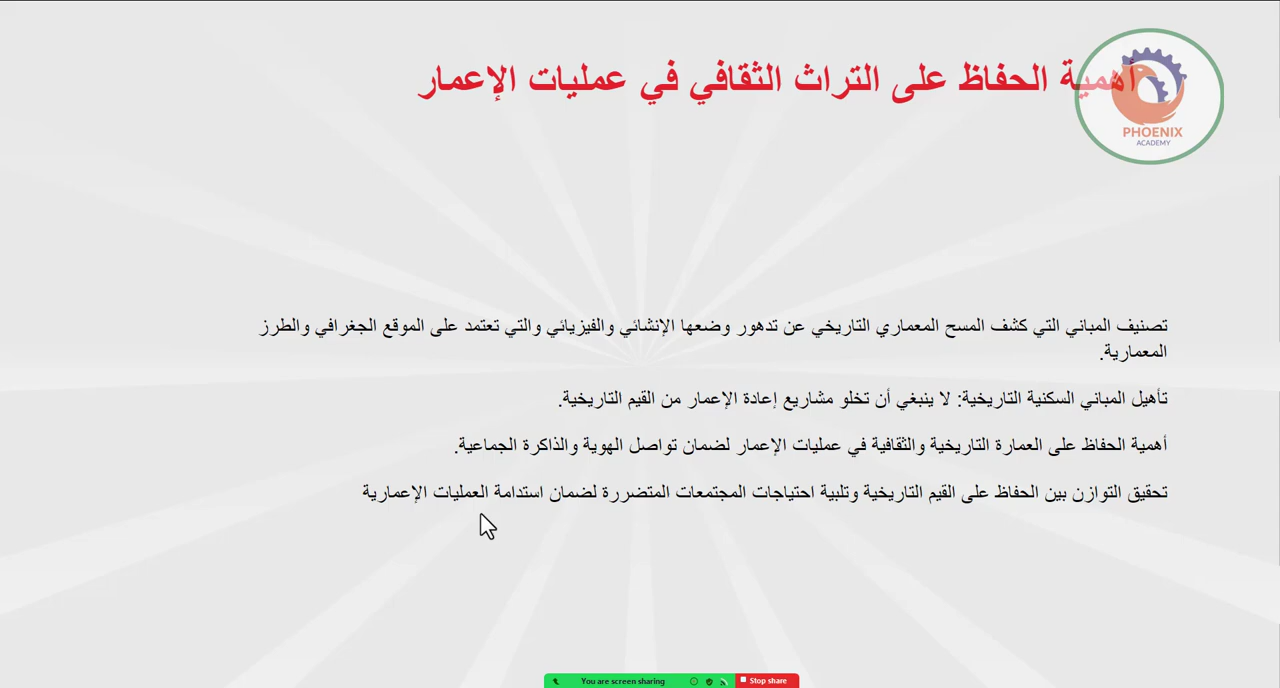 أهمية الحفاظ على التراث الثقافي في عمليات الإعمار
PHOENIX
ACADEMY
تصنيف المباني التي كشف المسح المعماري التاريخي عن تدهور وضعها الإنشائي والفيزيائي والتي تعتمد على الموقع الجغرافي والطرز
المعمارية.
تأهيل المباني السكنية التاريخية: لا ينبغي أن تخلو مشاريع إعادة الإعمار من القيم التاريخية.
أهمية الحفاظ على العمارة التاريخية والثقافية في عمليات الإعمار لضمان تواصل الهوية والذاكرة الجماعية.
تحقيق التوازن بين الحفاظ على القيم التاريخية وتلبية احتياجات المجتمعات المتضررة لضمان استدامة العمليات الإعمارية
You are screen sharing
Stop share